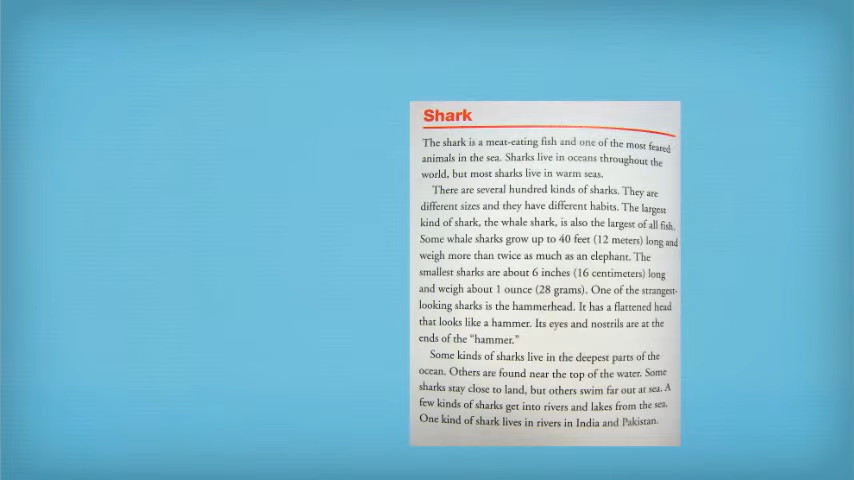 Shark
The shark is a meat-eating fish and one of the most feared
animals in the sea. Sharks live in oceans throughout the
world, but most sharks live in warm seas.
There are several hundred kinds of sharks. They are
different sizes and they have different habits. The largest
kind of shark, the whale shark, is also the largest of all fish.
Some whale sharks grow up to 40 feet (12 meters) long and
weigh more than twice as much as an elephant. The
smallest sharks are about 6 inches (16 centimeters) long
and weigh about 1 ounce (28 grams). One of the strangest-
looking sharks is the hammerhead. It has a flattened head
that looks like a hammer. Its eyes and nostrils are at the
ends of the “hammer.”
Some kinds of sharks live in the deepest parts of the
ocean. Others are found near the top of the water. Some
sharks stay close to land, but others swim far out at sea. A
few kinds of sharks get into rivers and lakes from the sea.
One kind of shark lives in rivers in India and Pakistan.